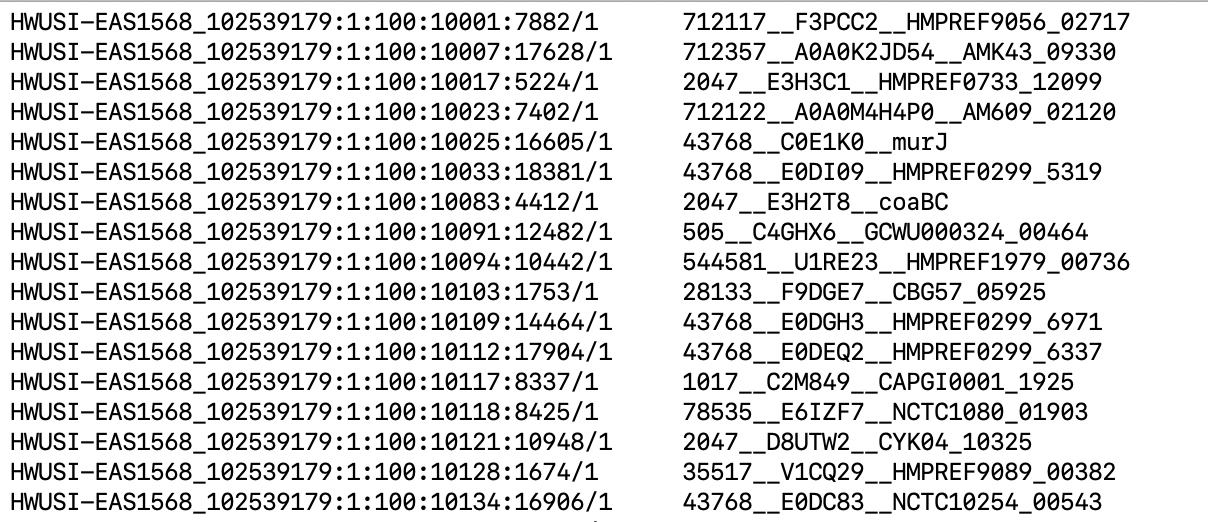 HWUSI-EAS1568_102539179:1:100:10001:7882/1 712117__F3PCC2__HMPREF9056_02717
HWUSI-EAS1568_102539179:1:100:10007:17628/1 712357__A0A0K2JD54__AMK43_09330
HWUSI-EAS1568_102539179:1:100:10017:5224/1 2047__E3H3C1__HMPREF0733_12099
HWUSI-EAS1568_102539179:1:100:10023:7402/1 712122__A0A0M4H4P0__AM609_02120
HWUSI-EAS1568_102539179:1:100:10025:16605/1 43768__C0E1K0__murJ
HWUSI-EAS1568_102539179:1:100:10033:18381/1 43768__E0DI09__HMPREF0299_5319
HWUSI-EAS1568_102539179:1:100:10083:4412/1 2047__E3H2T8__coaBC
HWUSI-EAS1568_102539179:1:100:10091:12482/1 505__C4GHX6__GCWU000324_00464
HWUSI-EAS1568_102539179:1:100:10094:10442/1 544581__U1RE23__HMPREF1979_00736
HWUSI-EAS1568_102539179:1:100:10103:1753/1 28133__F9DGE7__CBG57_05925
HWUSI-EAS1568_102539179:1:100:10109:14464/1 43768__E0DGH3__HMPREF0299_6971
HWUSI-EAS1568_102539179:1:100:10112:17904/1 43768__E0DEQ2__HMPREF0299_6337
HWUSI-EAS1568_102539179:1:100:10117:8337/1 1017__C2M849__CAPGI0001_1925
HWUSI-EAS1568_102539179:1:100:10118:8425/1 78535__E6IZF7__NCTC1080_01903
HWUSI-EAS1568_102539179:1:100:10121:10948/1 2047__D8UTW2__CYK04_10325
HWUSI-EAS1568_102539179:1:100:10128:1674/1 35517__V1CQ29__HMPREF9089_00382
HWUSI-EAS1568_102539179:1:100:10134:16906/1 43768__E0DC83__NCTC10254_00543